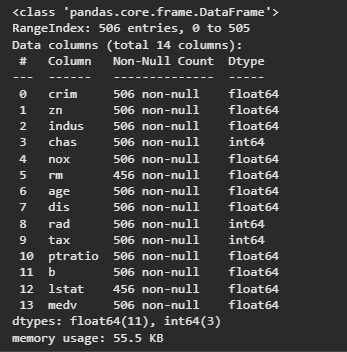 <class 'pandas.core.frame.DataFrame'>
RangeIndex: 506 entries, 0 to 505
Data columns (total 14 columns):
 #   Column   Non-Null Count  Dtype
---  ------   --------------  -----
 0   crim     506 non-null    float64
 1   zn       506 non-null    float64
 2   indus    506 non-null    float64
 3   chas     506 non-null    int64
 4   nox      506 non-null    float64
 5   rm       456 non-null    float64
 6   age      506 non-null    float64
 7   dis      506 non-null    float64
 8   rad      506 non-null    int64
 9   tax      506 non-null    int64
 10  ptratio  506 non-null    float64
 11  b        506 non-null    float64
 12  lstat    456 non-null    float64
 13  medv     506 non-null    float64
dtypes: float64(11), int64(3)
memory usage: 55.5 KB